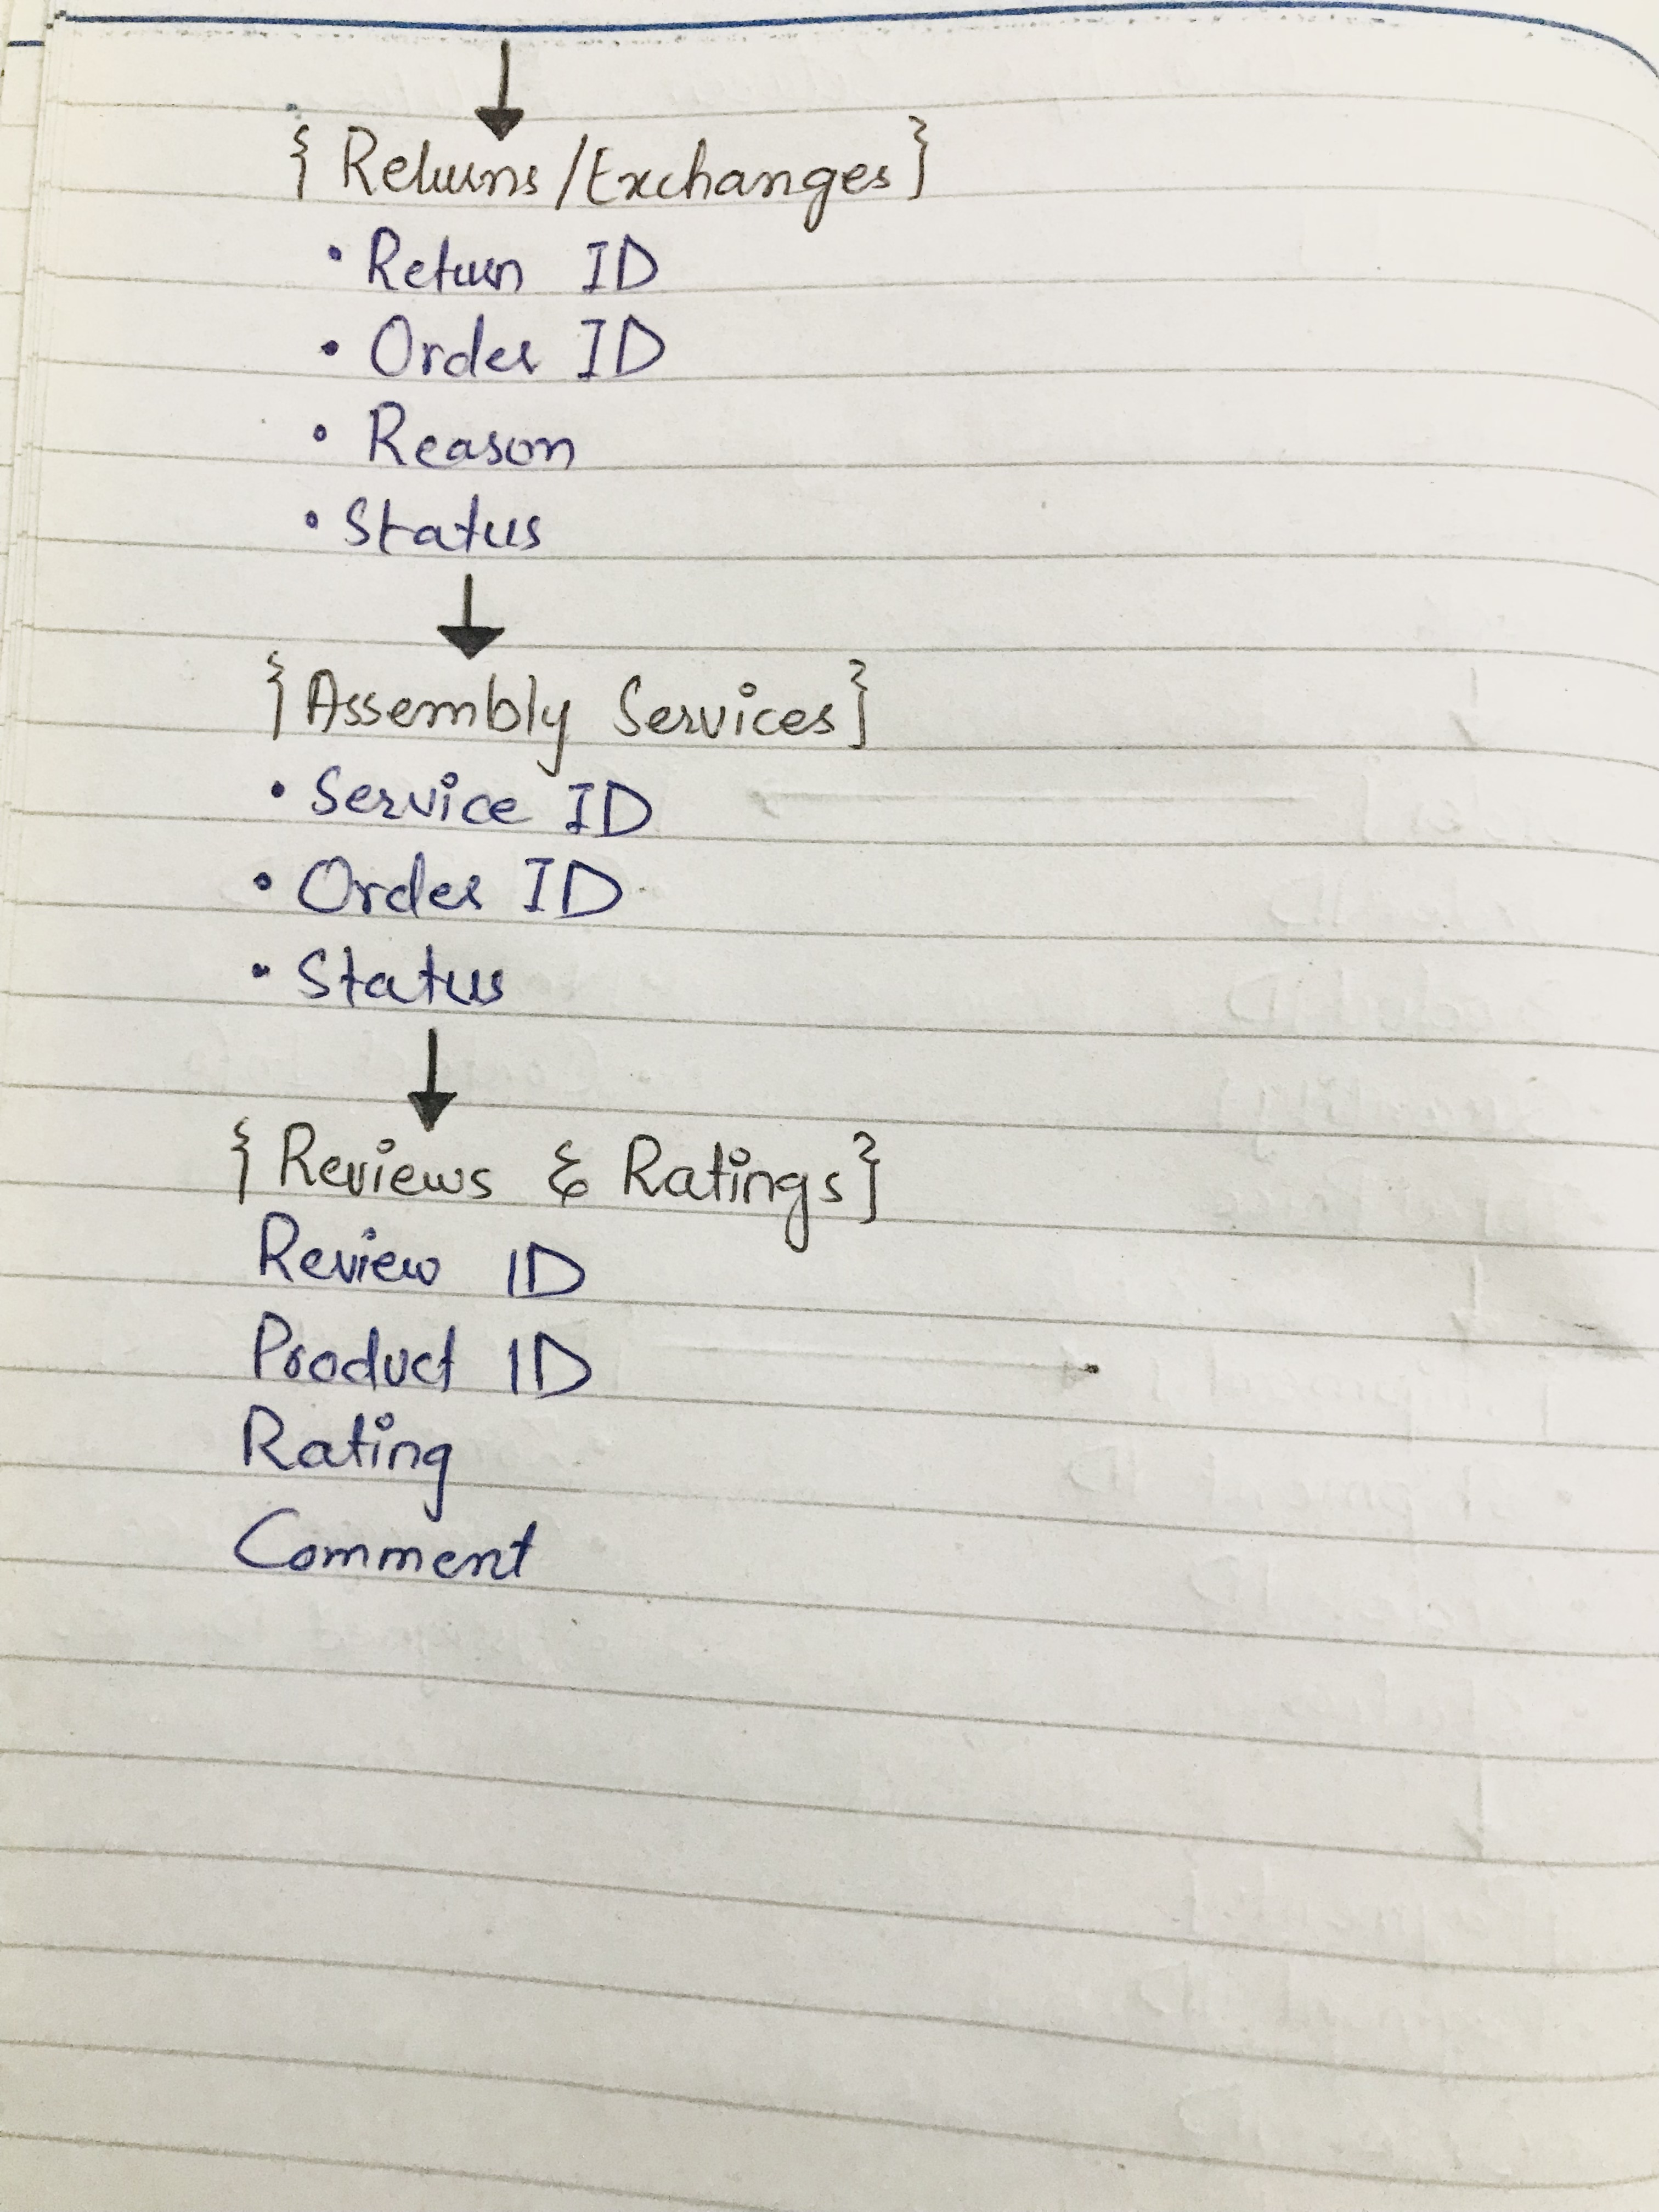 { Returns/Exchanges }
• Return ID
• Order ID
• Reason
• Status
{ Assembly Services }
• Service ID
• Order ID
• Status
{ Reviews & Ratings }
Review ID
Product ID
Rating
Comment